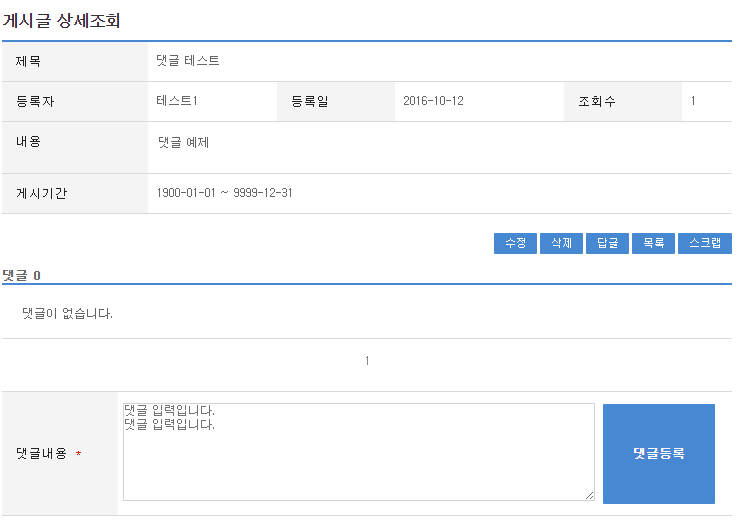 게시글 상세조회
제목 댓글 테스트
등록자 테스트1 등록일 2016-10-12 조회수 1
내용 댓글 예제
게시기간 1900-01-01 ~ 9999-12-31
수정 삭제 답글 목록 스크랩
댓글 0
댓글이 없습니다.
1
댓글 입력입니다.
댓글 입력입니다.
댓글내용 * 댓글등록